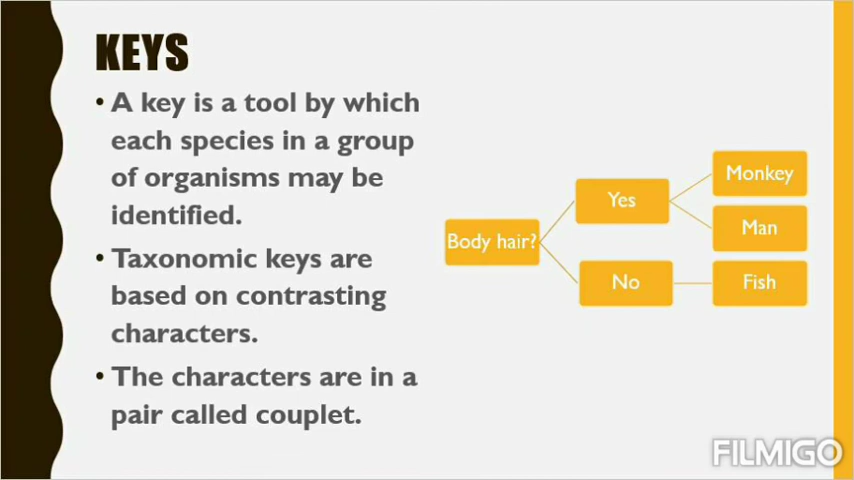 KEYS
• A key is a tool by which
each species in a group
of organisms may be
identified.
• Taxonomic keys are
based on contrasting
characters.
• The characters are in a
pair called couplet.
Body hair?
Yes
No
Monkey
Man
Fish
FILMIGO